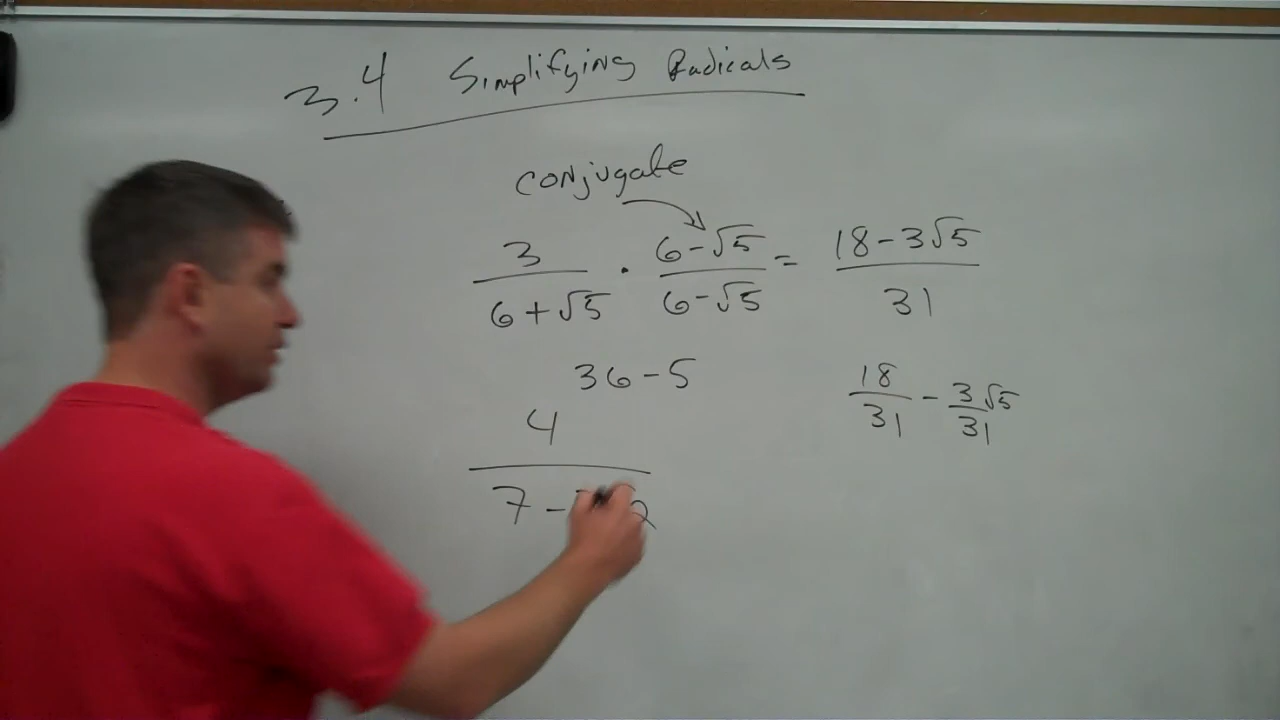 3.4 Simplifying Radicals
conjugate
3 / (6+√5) · (6-√5) / (6-√5) = (18-3√5) / 31
36-5
18/31 - 3/31 √5
4
7 -